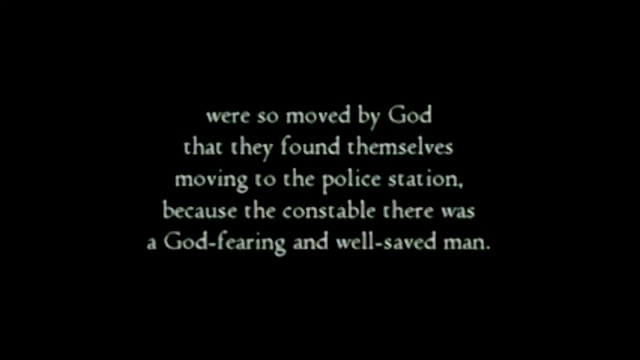 were so moved by God
that they found themselves
moving to the police station,
because the constable there was
a God-fearing and well-saved man.